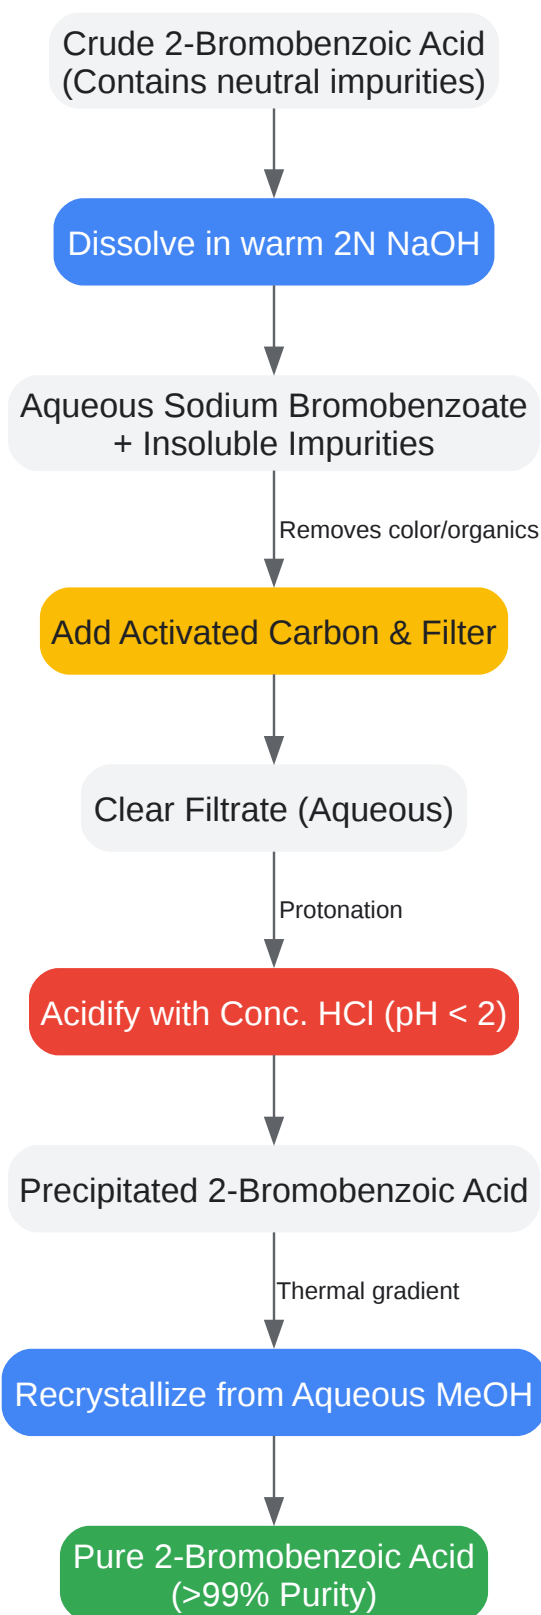 Crude 2-Bromobenzoic Acid
(Contains neutral impurities)
Dissolve in warm 2N NaOH
Aqueous Sodium Bromobenzoate
+ Insoluble Impurities
Removes color/organics
Add Activated Carbon & Filter
Clear Filtrate (Aqueous)
Protonation
Acidify with Conc. HCl (pH < 2)
Precipitated 2-Bromobenzoic Acid
Thermal gradient
Recrystallize from Aqueous MeOH
Pure 2-Bromobenzoic Acid
(>99% Purity)